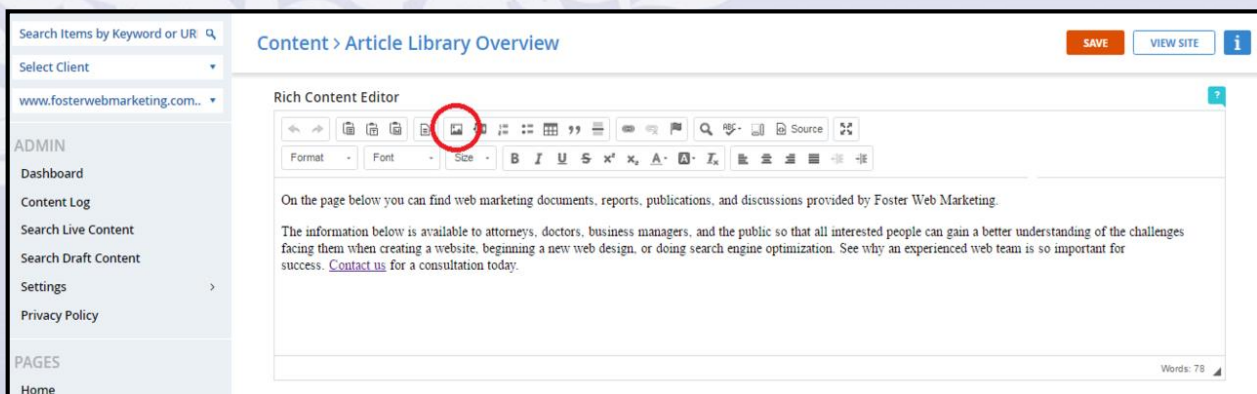 Search Items by Keyword or UR
Select Client
www.fosterwebmarketing.com..
ADMIN
Dashboard
Content Log
Search Live Content
Search Draft Content
Settings
Privacy Policy
PAGES
Home
Content > Article Library Overview
SAVE
VIEW SITE
i
Rich Content Editor
?
Source
Format
Font
Size
B I U S x² xₑ A A Iₓ
On the page below you can find web marketing documents, reports, publications, and discussions provided by Foster Web Marketing.
The information below is available to attorneys, doctors, business managers, and the public so that all interested people can gain a better understanding of the challenges
facing them when creating a website, beginning a new web design, or doing search engine optimization. See why an experienced web team is so important for
success. Contact us for a consultation today.
Words: 78